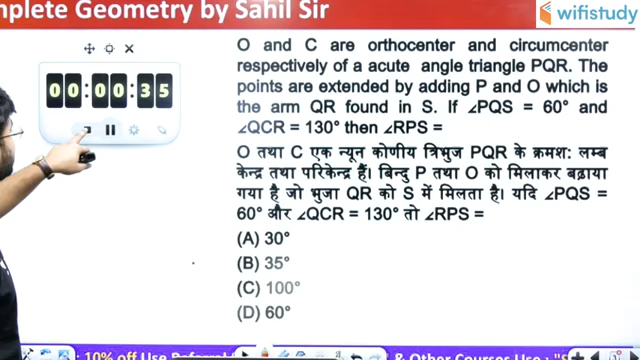 mplete Geometry by Sahil Sir
wifistudy
00:00:35
O and C are orthocenter and circumcenter
respectively of a acute angle triangle PQR. The
points are extended by adding P and O which is
the arm QR found in S. If ∠PQS = 60° and
∠QCR = 130° then ∠RPS =
O तथा C एक न्यून कोणीय त्रिभुज PQR के क्रमश: लम्ब
केन्द्र तथा परिकेन्द्र हैं। बिन्दु P तथा O को मिलाकर बढ़ाया
गया है जो भुजा QR को S में मिलता है। यदि ∠PQS =
60° और ∠QCR = 130° तो ∠RPS =
(A) 30°
(B) 35°
(C) 100°
(D) 60°
10% off Use Referral & Other Courses Use : "S